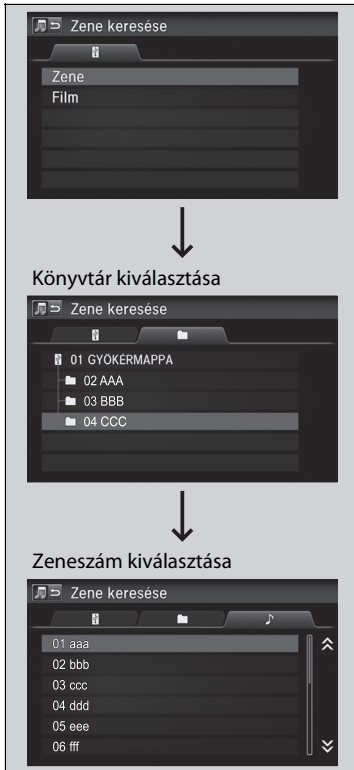 Zene keresése
Zene
Film
Könyvtár kiválasztása
Zene keresése
01 GYÖKÉRMAPPA
02 AAA
03 BBB
04 CCC
Zeneszám kiválasztása
Zene keresése
01 aaa
02 bbb
03 ccc
04 ddd
05 eee
06 fff